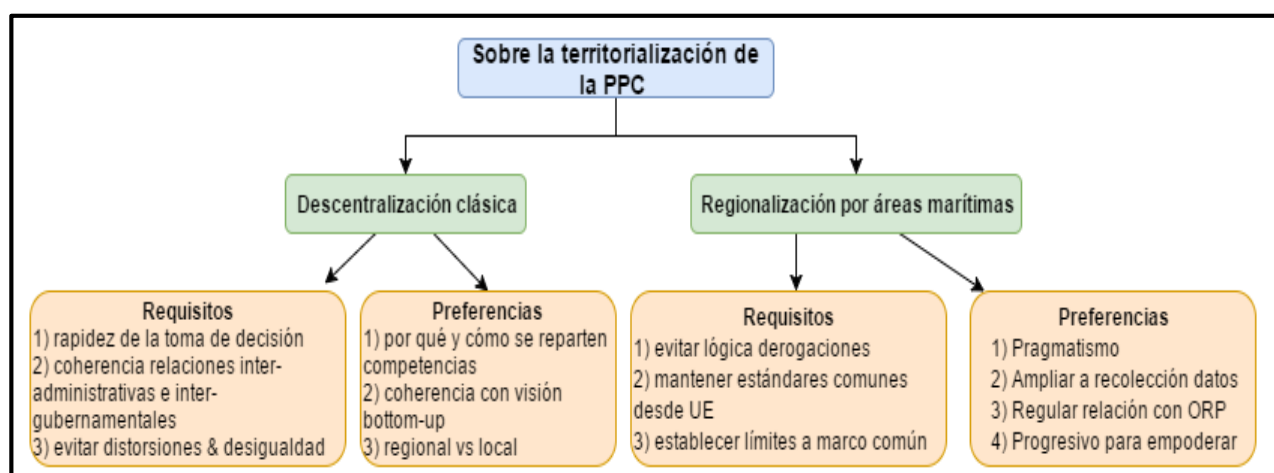 Sobre la territorialización de
la PPC
Descentralización clásica
Regionalización por áreas marítimas
Requisitos
1) rapidez de la toma de decisión
2) coherencia relaciones inter-
administrativas e inter-
gubernamentales
3) evitar distorsiones & desigualdad
Preferencias
1) por qué y cómo se reparten
competencias
2) coherencia con visión
bottom-up
3) regional vs local
Requisitos
1) evitar lógica derogaciones
2) mantener estándares comunes
desde UE
3) establecer límites a marco común
Preferencias
1) Pragmatismo
2) Ampliar a recolección datos
3) Regular relación con ORP
4) Progresivo para empoderar